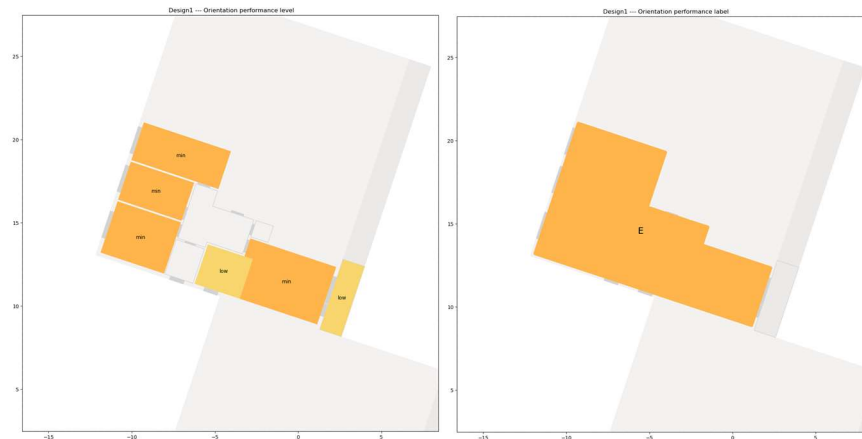 Design1 --- Orientation performance level
25
20
15
10
5
−15
−10
−5
0
5
min
min
min
low
min
low
Design1 --- Orientation performance label
25
20
15
10
5
−15
−10
−5
0
5
E